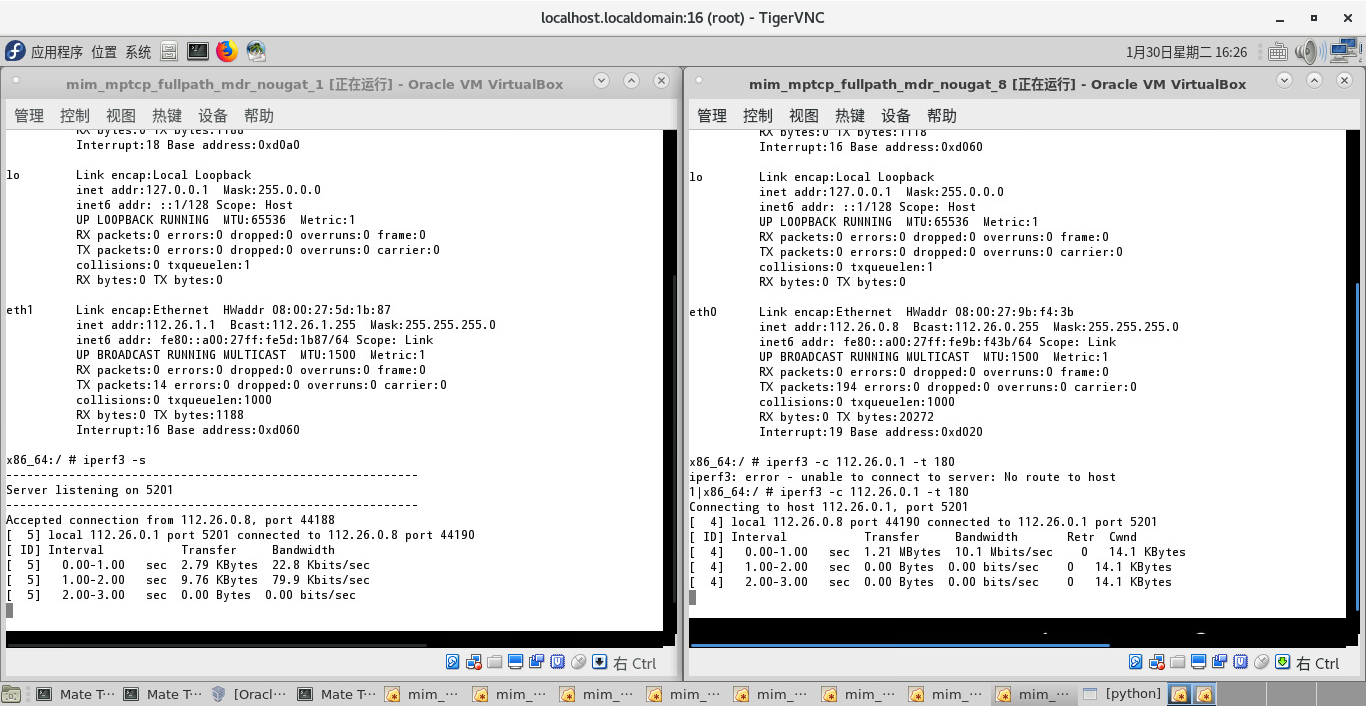 localhost.localdomain:16 (root) - TigerVNC
应用程序 位置 系统
1月30日星期二 16:26
mim_mptcp_fullpath_mdr_nougat_1 [正在运行] - Oracle VM VirtualBox
管理 控制 视图 热键 设备 帮助
RX bytes:0 TX bytes:1188
Interrupt:18 Base address:0xd0a0
lo Link encap:Local Loopback
inet addr:127.0.0.1 Mask:255.0.0.0
inet6 addr: ::1/128 Scope: Host
UP LOOPBACK RUNNING MTU:65536 Metric:1
RX packets:0 errors:0 dropped:0 overruns:0 frame:0
TX packets:0 errors:0 dropped:0 overruns:0 carrier:0
collisions:0 txqueuelen:1
RX bytes:0 TX bytes:0
eth1 Link encap:Ethernet HWaddr 08:00:27:5d:1b:87
inet addr:112.26.1.1 Bcast:112.26.1.255 Mask:255.255.255.0
inet6 addr: fe80::a00:27ff:fe5d:1b87/64 Scope: Link
UP BROADCAST RUNNING MULTICAST MTU:1500 Metric:1
RX packets:0 errors:0 dropped:0 overruns:0 frame:0
TX packets:14 errors:0 dropped:0 overruns:0 carrier:0
collisions:0 txqueuelen:1000
RX bytes:0 TX bytes:1188
Interrupt:16 Base address:0xd060
x86_64:/ # iperf3 -s
-----------------------------------------------------------
Server listening on 5201
-----------------------------------------------------------
Accepted connection from 112.26.0.8, port 44188
[ 5] local 112.26.0.1 port 5201 connected to 112.26.0.8 port 44190
[ ID] Interval Transfer Bandwidth
[ 5] 0.00-1.00 sec 2.79 KBytes 22.8 Kbits/sec
[ 5] 1.00-2.00 sec 9.76 KBytes 79.9 Kbits/sec
[ 5] 2.00-3.00 sec 0.00 Bytes 0.00 bits/sec
右 Ctrl
mim_mptcp_fullpath_mdr_nougat_8 [正在运行] - Oracle VM VirtualBox
管理 控制 视图 热键 设备 帮助
RX bytes:0 TX bytes:1118
Interrupt:16 Base address:0xd060
lo Link encap:Local Loopback
inet addr:127.0.0.1 Mask:255.0.0.0
inet6 addr: ::1/128 Scope: Host
UP LOOPBACK RUNNING MTU:65536 Metric:1
RX packets:0 errors:0 dropped:0 overruns:0 frame:0
TX packets:0 errors:0 dropped:0 overruns:0 carrier:0
collisions:0 txqueuelen:1
RX bytes:0 TX bytes:0
eth0 Link encap:Ethernet HWaddr 08:00:27:9b:f4:3b
inet addr:112.26.0.8 Bcast:112.26.0.255 Mask:255.255.255.0
inet6 addr: fe80::a00:27ff:fe9b:f43b/64 Scope: Link
UP BROADCAST RUNNING MULTICAST MTU:1500 Metric:1
RX packets:0 errors:0 dropped:0 overruns:0 frame:0
TX packets:194 errors:0 dropped:0 overruns:0 carrier:0
collisions:0 txqueuelen:1000
RX bytes:0 TX bytes:20272
Interrupt:19 Base address:0xd020
x86_64:/ # iperf3 -c 112.26.0.1 -t 180
iperf3: error - unable to connect to server: No route to host
1|x86_64:/ # iperf3 -c 112.26.0.1 -t 180
Connecting to host 112.26.0.1, port 5201
[ 4] local 112.26.0.8 port 44190 connected to 112.26.0.1 port 5201
[ ID] Interval Transfer Bandwidth Retr Cwnd
[ 4] 0.00-1.00 sec 1.21 MBytes 10.1 Mbits/sec 0 14.1 KBytes
[ 4] 1.00-2.00 sec 0.00 Bytes 0.00 bits/sec 0 14.1 KBytes
[ 4] 2.00-3.00 sec 0.00 Bytes 0.00 bits/sec 0 14.1 KBytes
右 Ctrl
Mate T… Mate T… [Oracl… Mate T… mim_… mim_… mim_… mim_… mim_… mim_… mim_… mim_… [python]